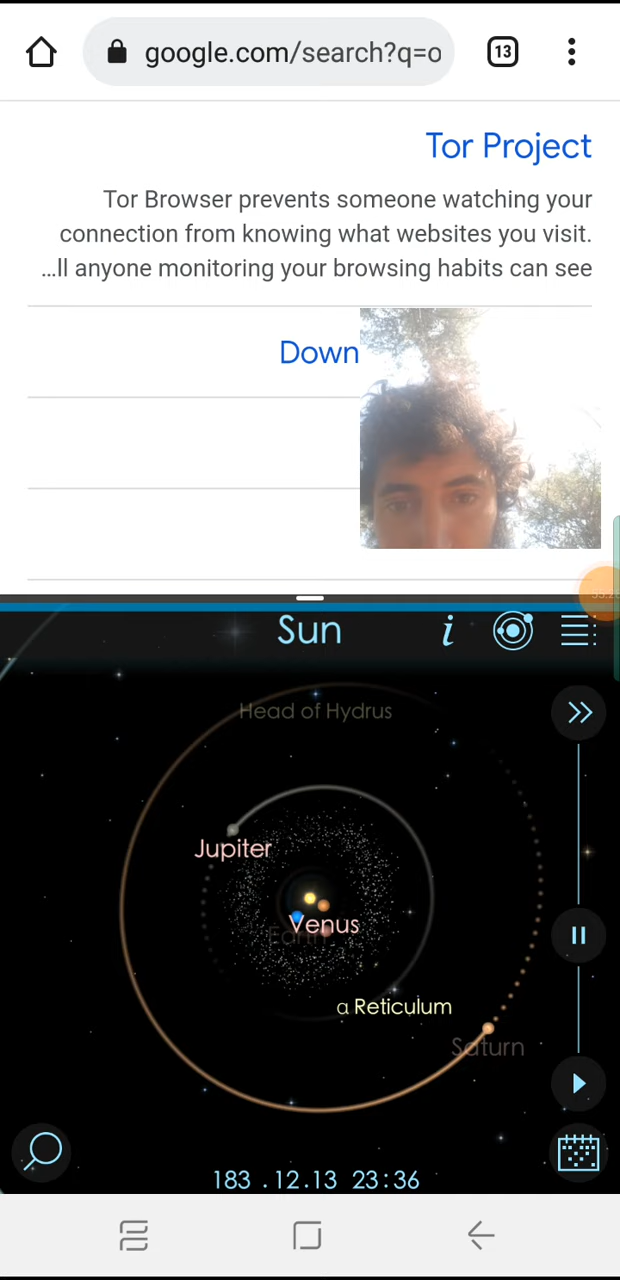 google.com/search?q=o
13
Tor Project
Tor Browser prevents someone watching your
connection from knowing what websites you visit.
...ll anyone monitoring your browsing habits can see
Down
Sun
i
Head of Hydrus
Jupiter
Venus
Earth
α Reticulum
Saturn
183 .12.13 23:36